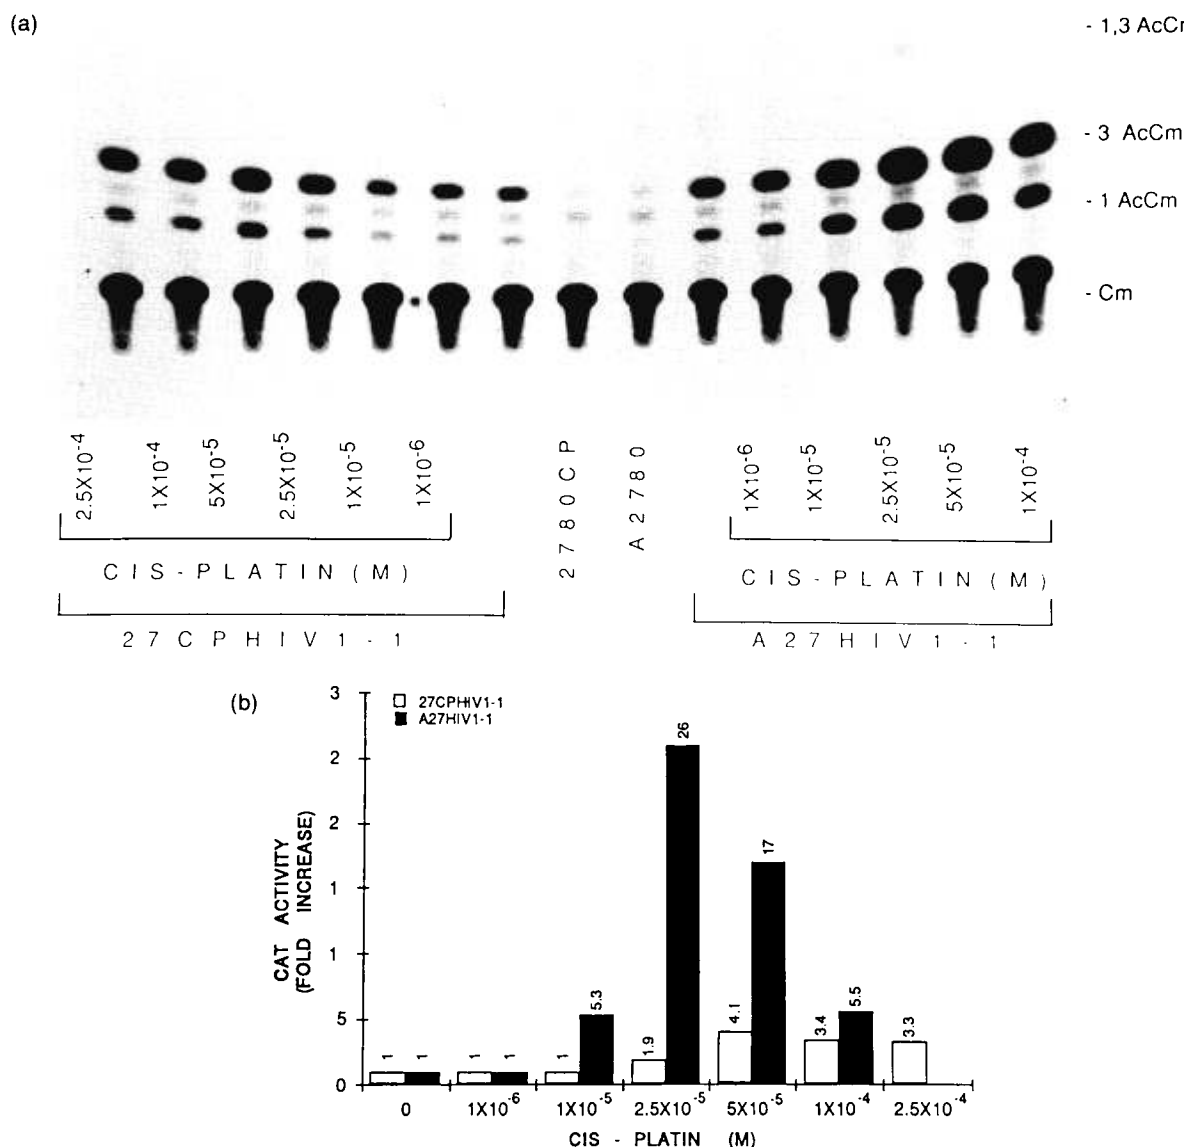 (a)
- 1,3 AcCr
- 3 AcCm
- 1 AcCm
- Cm
2.5X10⁻⁴
1X10⁻⁴
5X10⁻⁵
2.5X10⁻⁵
1X10⁻⁵
1X10⁻⁶
2780CP
A2780
1X10⁻⁶
1X10⁻⁵
2.5X10⁻⁵
5X10⁻⁵
1X10⁻⁴
CIS-PLATIN (M)
CIS-PLATIN (M)
27CPHIV1-1
A27HIV1-1
(b)
27CPHIV1-1
A27HIV1-1
CAT ACTIVITY
(FOLD INCREASE)
3
2
2
1
1
5
0
1
1
1
1
1
5.3
1.9
26
4.1
17
3.4
5.5
3.3
0
1X10⁻⁶
1X10⁻⁵
2.5X10⁻⁵
5X10⁻⁵
1X10⁻⁴
2.5X10⁻⁴
CIS - PLATIN (M)